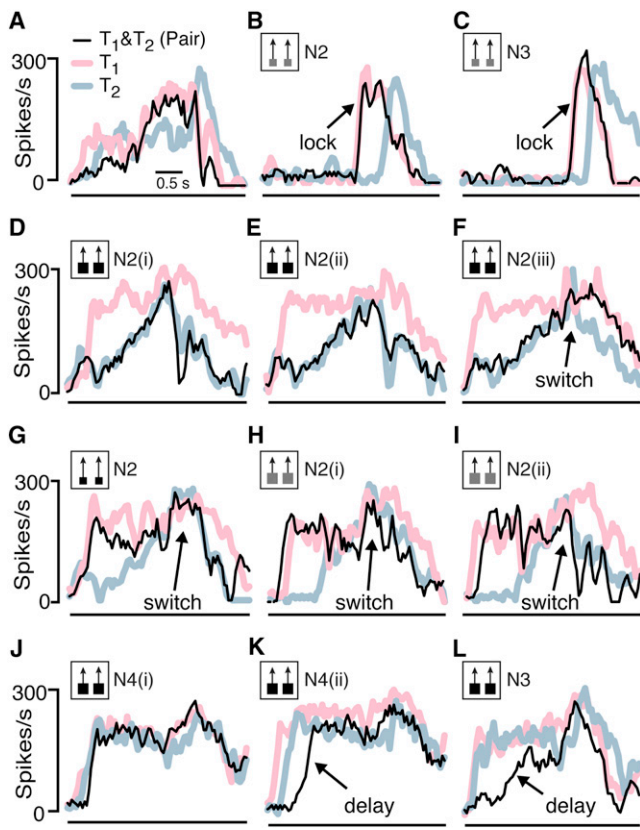 A
B
C
T1&T2 (Pair)
T1
T2
N2
N3
300
0
Spikes/s
0.5 s
lock
lock
D
E
F
N2(i)
N2(ii)
N2(iii)
300
0
Spikes/s
switch
G
H
I
N2
N2(i)
N2(ii)
300
0
Spikes/s
switch
switch
switch
J
K
L
N4(i)
N4(ii)
N3
300
0
Spikes/s
delay
delay